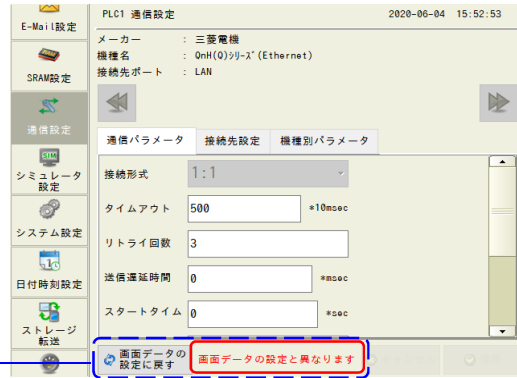 PLC1 通信設定
2020-06-04 15:52:53
E-Mail設定
SRAM設定
通信設定
SIM
シミュレータ
設定
システム設定
日付時刻設定
ストレージ
転送
メーカー : 三菱電機
機種名 : QnH(Q)ｼﾘｰｽﾞ(Ethernet)
接続先ポート : LAN
通信パラメータ
接続先設定
機種別パラメータ
接続形式 1:1
タイムアウト 500 *10msec
リトライ回数 3
送信遅延時間 0 *msec
スタートタイム 0 *sec
画面データの
設定に戻す
画面データの設定と異なります